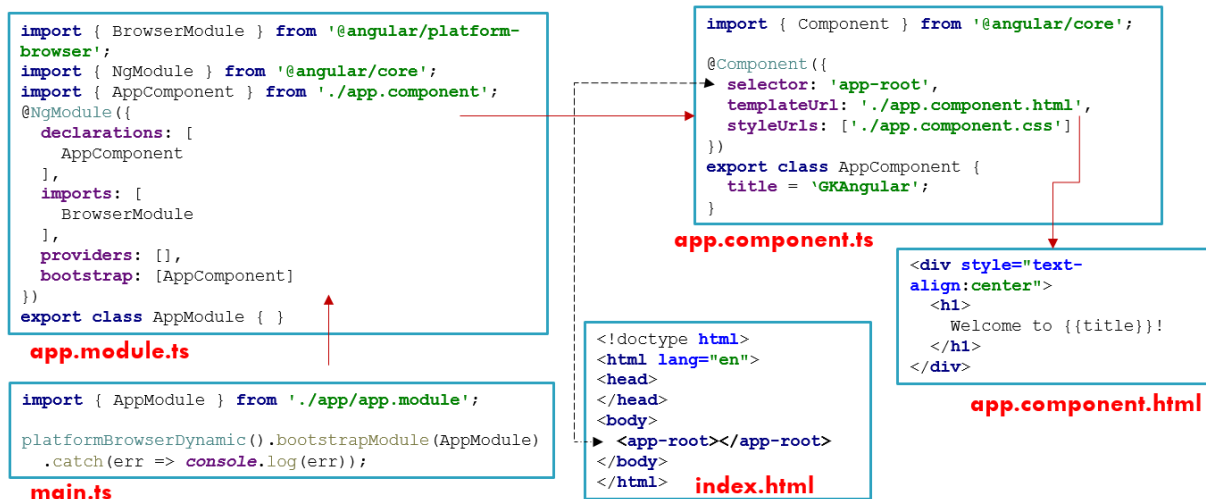 import { BrowserModule } from '@angular/platform-
browser';
import { NgModule } from '@angular/core';
import { AppComponent } from './app.component';
@NgModule({
  declarations: [
    AppComponent
  ],
  imports: [
    BrowserModule
  ],
  providers: [],
  bootstrap: [AppComponent]
})
export class AppModule { }
app.module.ts
import { AppModule } from './app/app.module';

platformBrowserDynamic().bootstrapModule(AppModule)
  .catch(err => console.log(err));
main.ts
import { Component } from '@angular/core';

@Component({
  selector: 'app-root',
  templateUrl: './app.component.html',
  styleUrls: ['./app.component.css']
})
export class AppComponent {
  title = ‘GKAngular';
}
app.component.ts
<!doctype html>
<html lang="en">
<head>
</head>
<body>
  <app-root></app-root>
</body>
</html>
index.html
<div style="text-
align:center">
  <h1>
    Welcome to {{title}}!
  </h1>
</div>
app.component.html